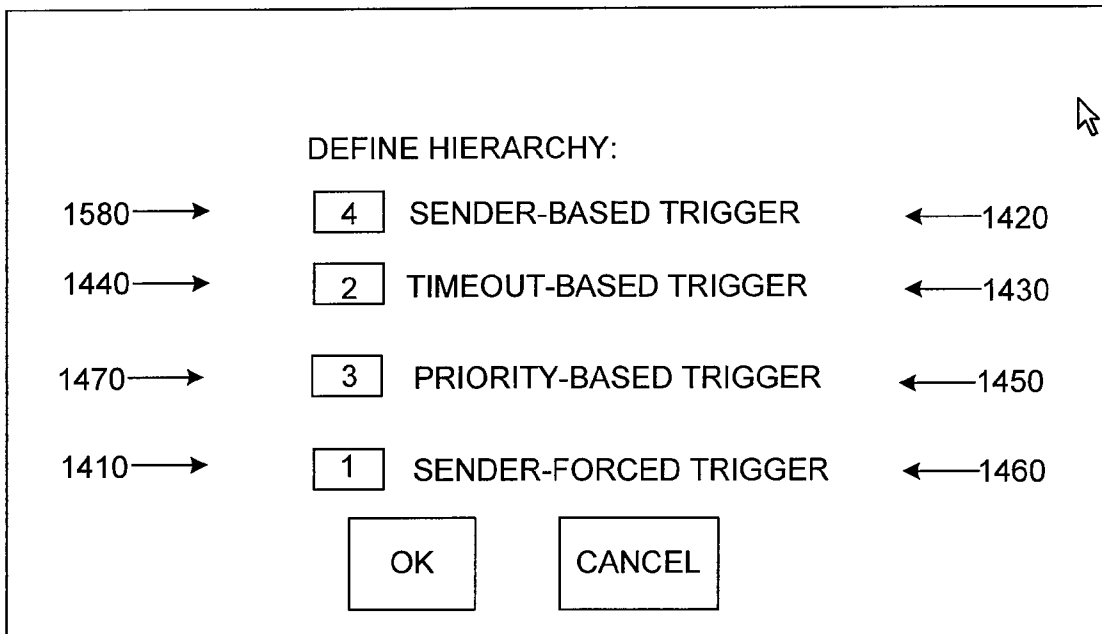 DEFINE HIERARCHY:
1580 4 SENDER-BASED TRIGGER 1420
1440 2 TIMEOUT-BASED TRIGGER 1430
1470 3 PRIORITY-BASED TRIGGER 1450
1410 1 SENDER-FORCED TRIGGER 1460
OK CANCEL